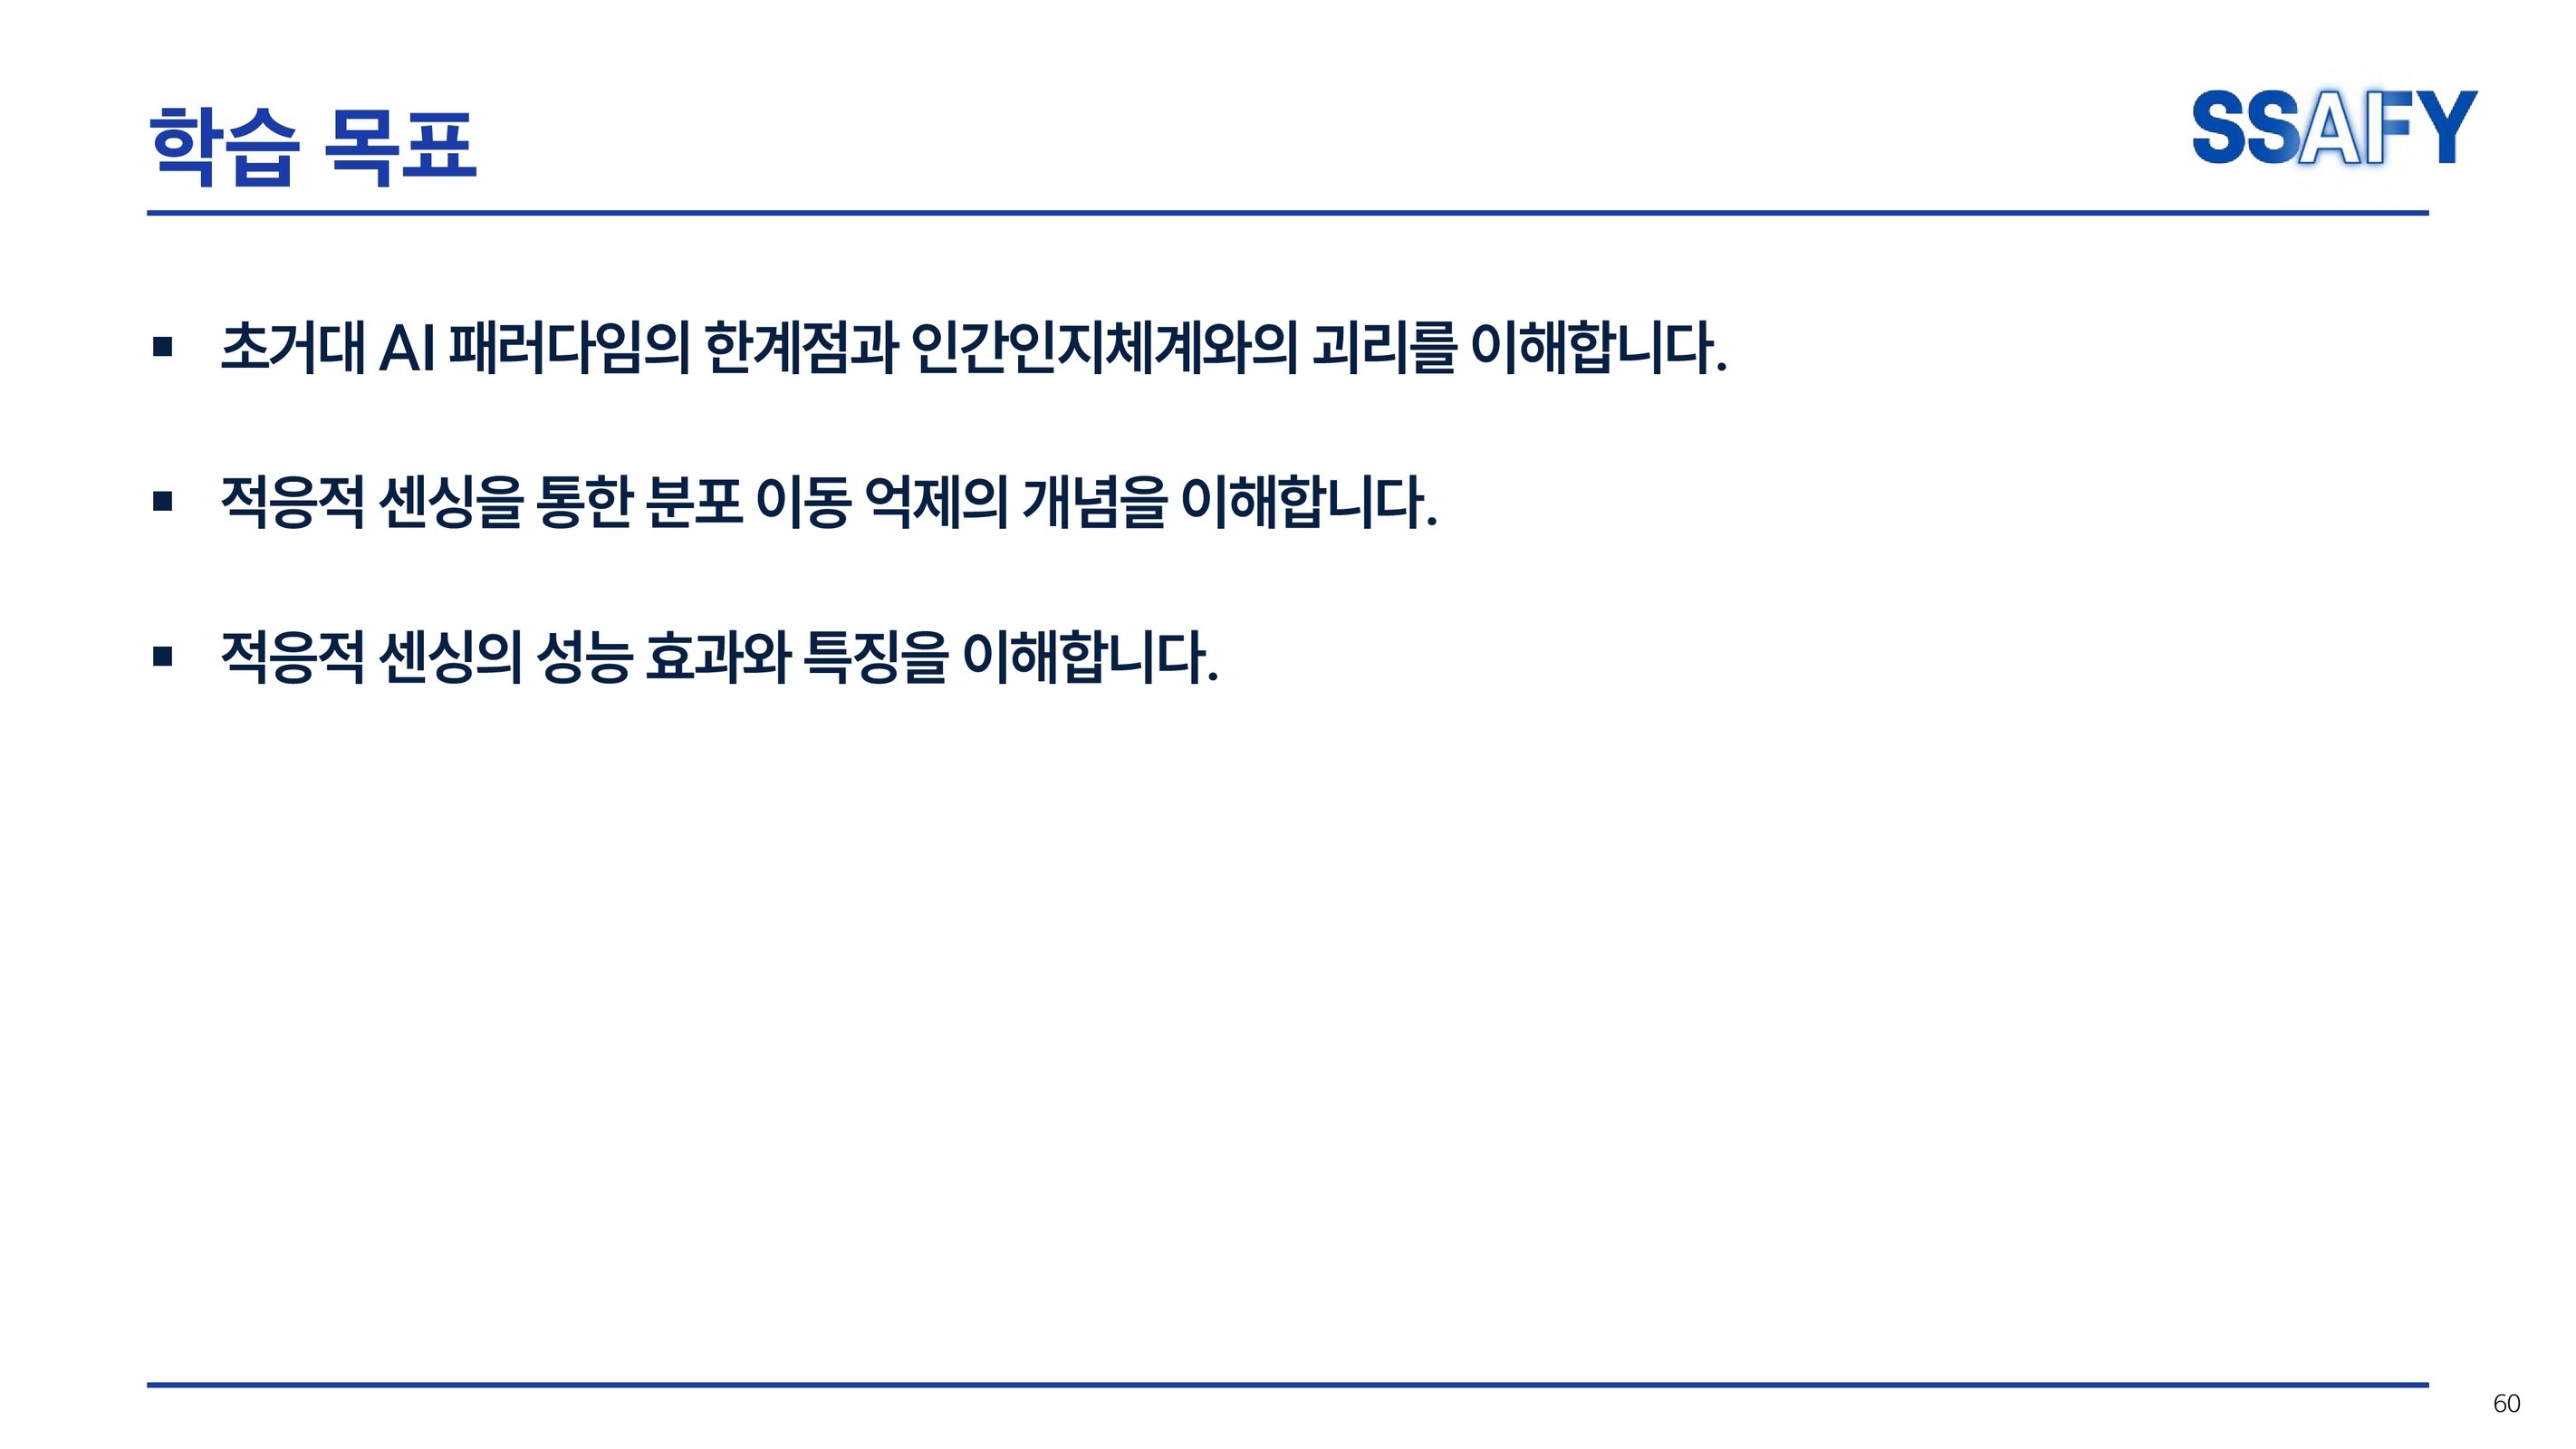 학습 목표
SSAFY
▪ 초거대 AI 패러다임의 한계점과 인간인지체계와의 괴리를 이해합니다.
▪ 적응적 센싱을 통한 분포 이동 억제의 개념을 이해합니다.
▪ 적응적 센싱의 성능 효과와 특징을 이해합니다.
60